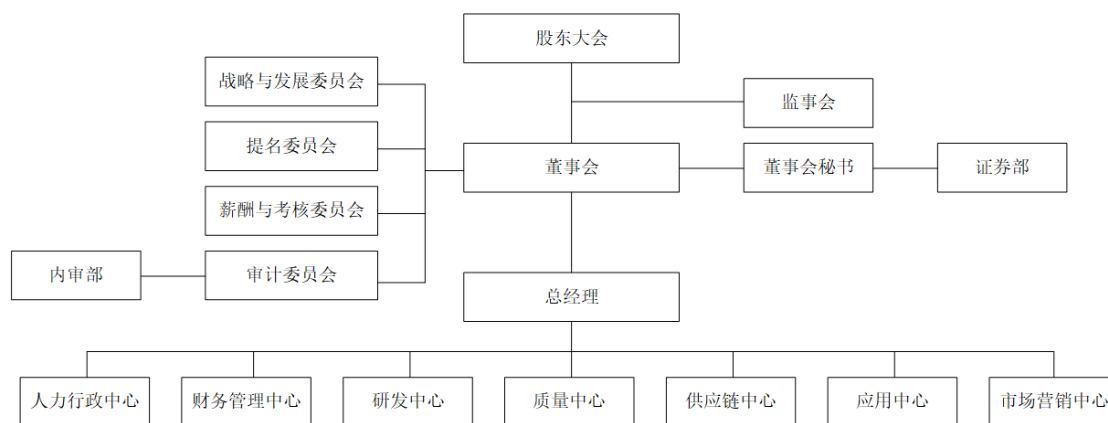 股东大会
战略与发展委员会
监事会
提名委员会
董事会
董事会秘书
证券部
薪酬与考核委员会
内审部
审计委员会
总经理
人力行政中心
财务管理中心
研发中心
质量中心
供应链中心
应用中心
市场营销中心